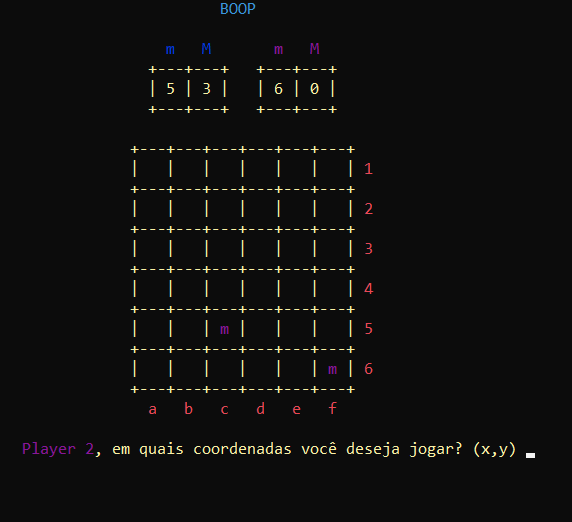 BOOP
m M m M
+---+---+ +---+---+
| 5 | 3 | | 6 | 0 |
+---+---+ +---+---+
+---+---+---+---+---+---+
| | | | | | | 1
+---+---+---+---+---+---+
| | | | | | | 2
+---+---+---+---+---+---+
| | | | | | | 3
+---+---+---+---+---+---+
| | | | | | | 4
+---+---+---+---+---+---+
| | | m | | | | 5
+---+---+---+---+---+---+
| | | | | | m | 6
+---+---+---+---+---+---+
a b c d e f
Player 2, em quais coordenadas você deseja jogar? (x,y)